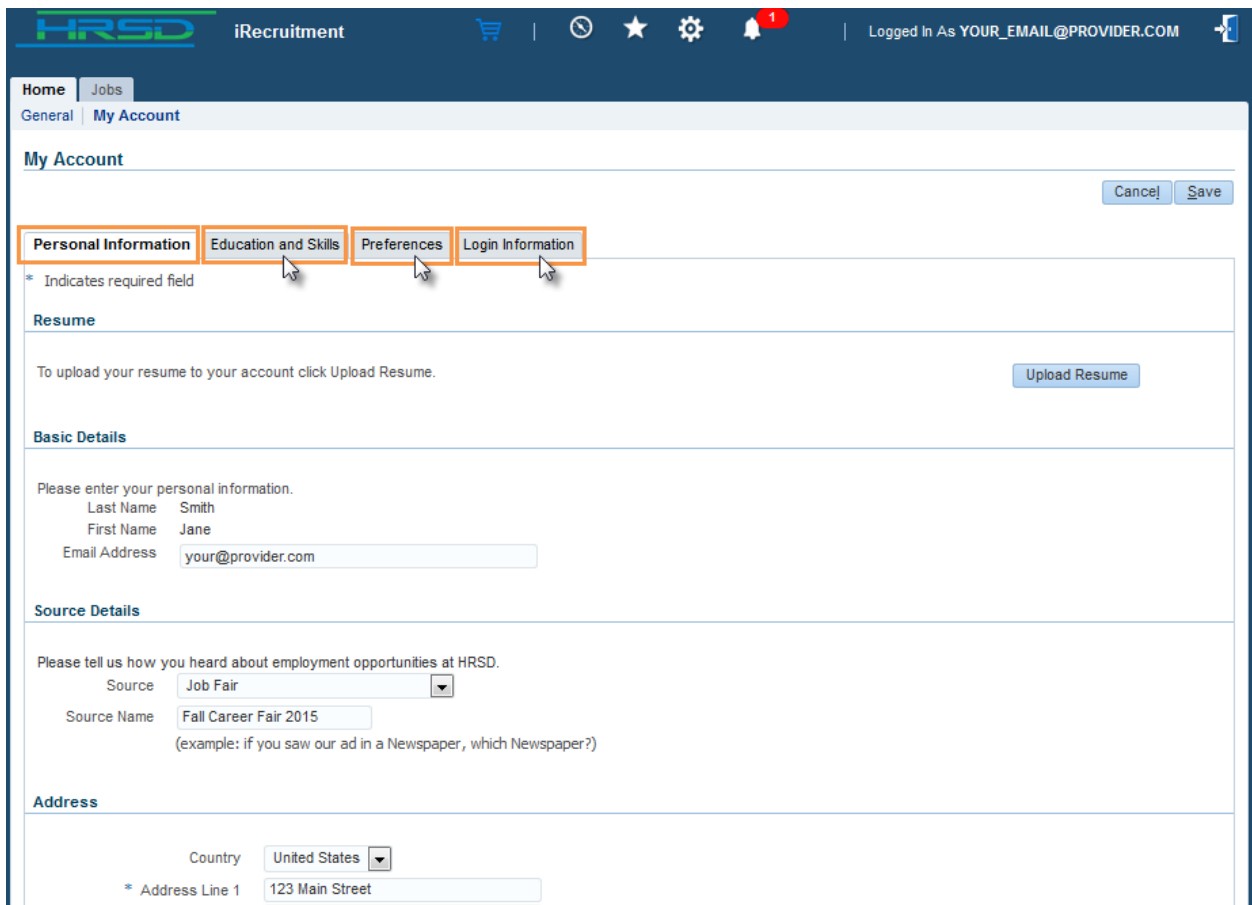 HRSD iRecruitment | 1 | Logged In As YOUR_EMAIL@PROVIDER.COM
Home Jobs
General | My Account
My Account
Cancel Save
Personal Information Education and Skills Preferences Login Information
* Indicates required field
Resume
To upload your resume to your account click Upload Resume. Upload Resume
Basic Details
Please enter your personal information.
Last Name Smith
First Name Jane
Email Address your@provider.com
Source Details
Please tell us how you heard about employment opportunities at HRSD.
Source Job Fair
Source Name Fall Career Fair 2015
(example: if you saw our ad in a Newspaper, which Newspaper?)
Address
Country United States
* Address Line 1 123 Main Street